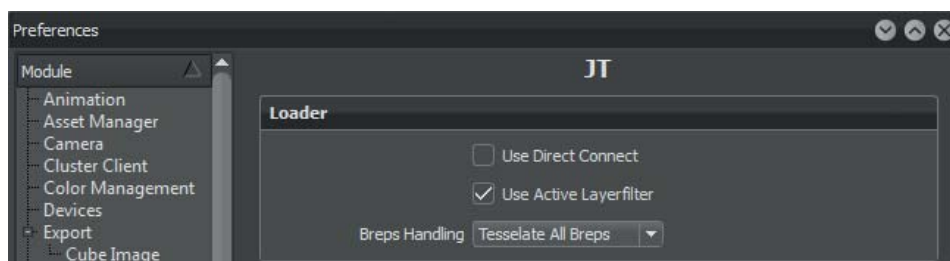 Preferences
Module
Animation
Asset Manager
Camera
Cluster Client
Color Management
Devices
Export
Cube Image
JT
Loader
Use Direct Connect
Use Active Layerfilter
Breps Handling Tesselate All Breps